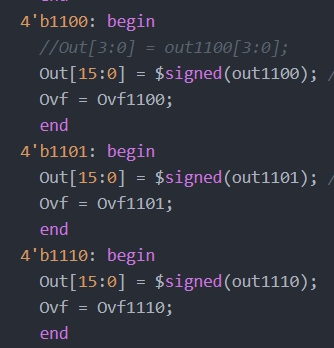 4'b1100: begin
//Out[3:0] = out1100[3:0];
Out[15:0] = $signed(out1100); /
Ovf = Ovf1100;
end
4'b1101: begin
Out[15:0] = $signed(out1101); /
Ovf = Ovf1101;
end
4'b1110: begin
Out[15:0] = $signed(out1110);
Ovf = Ovf1110;
end